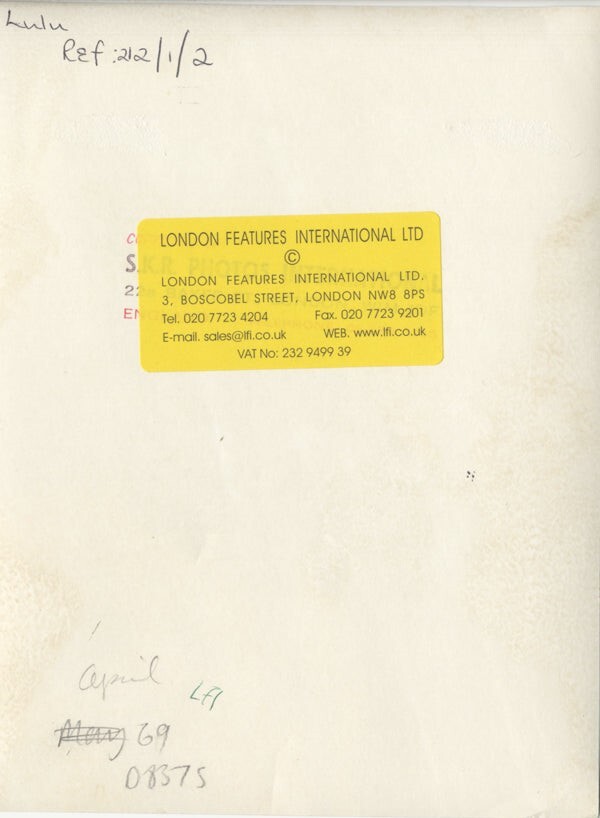 Lulu
Ref: 212/1/2
LONDON FEATURES INTERNATIONAL LTD
©
LONDON FEATURES INTERNATIONAL LTD.
3, BOSCOBEL STREET, LONDON NW8 8PS
Tel. 020 7723 4204 Fax. 020 7723 9201
E-mail. sales@lfi.co.uk WEB. www.lfi.co.uk
VAT No: 232 9499 39
S.K.R PHOTOS
April
LFI
May 69
D8375